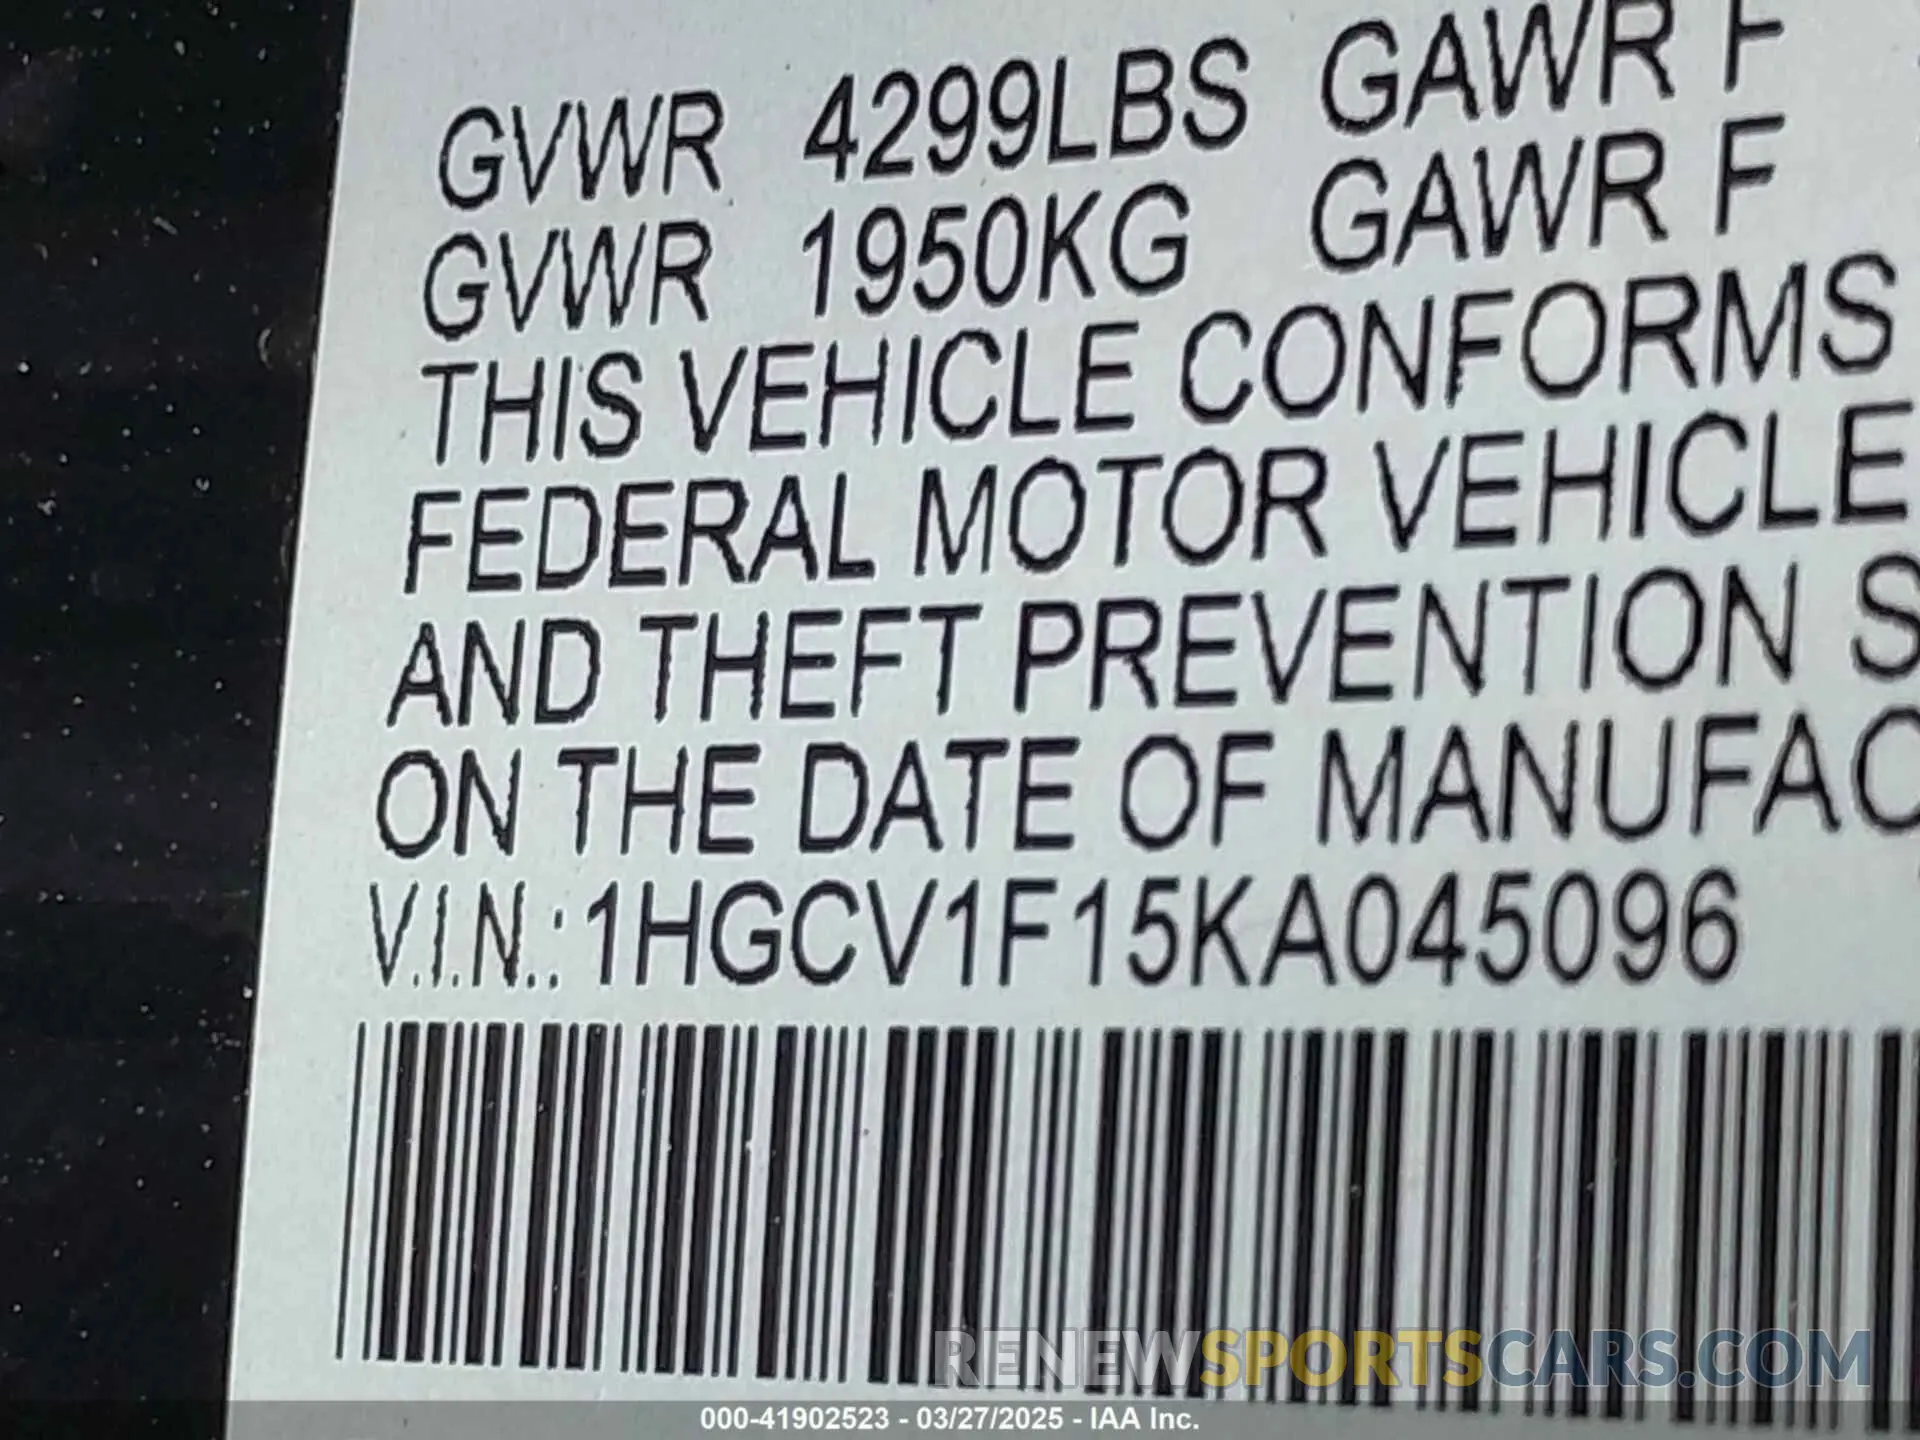 GVWR 4299LBS GAWR F
GVWR 1950KG GAWR F
THIS VEHICLE CONFORMS
FEDERAL MOTOR VEHICLE
AND THEFT PREVENTION S
ON THE DATE OF MANUFAC
V.I.N.: 1HGCV1F15KA045096
RENEWSPORTSCARS.COM
000-41902523 - 03/27/2025 - IAA Inc.